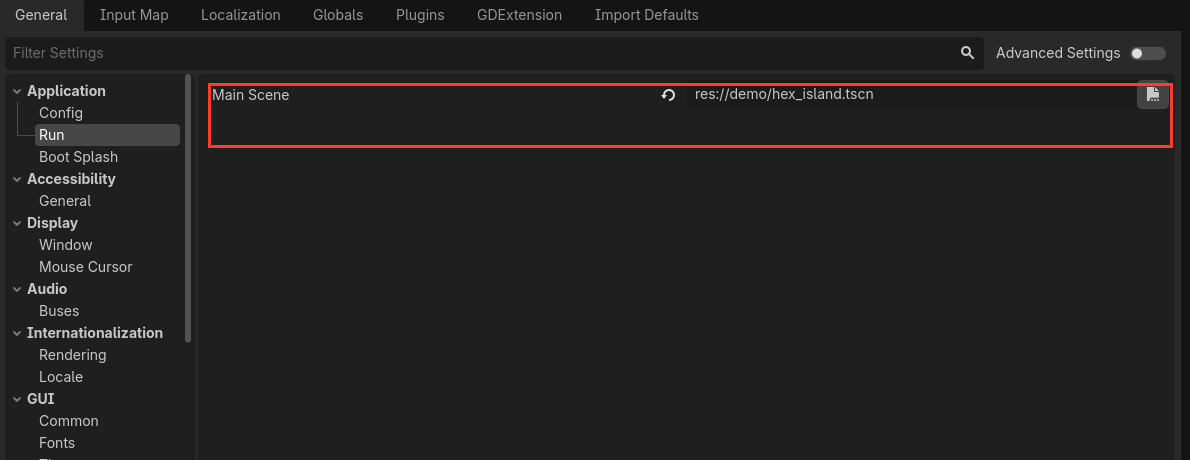 General Input Map Localization Globals Plugins GDExtension Import Defaults
Filter Settings Advanced Settings
Application
Config
Run
Boot Splash
Accessibility
General
Display
Window
Mouse Cursor
Audio
Buses
Internationalization
Rendering
Locale
GUI
Common
Fonts
Main Scene res://demo/hex_island.tscn